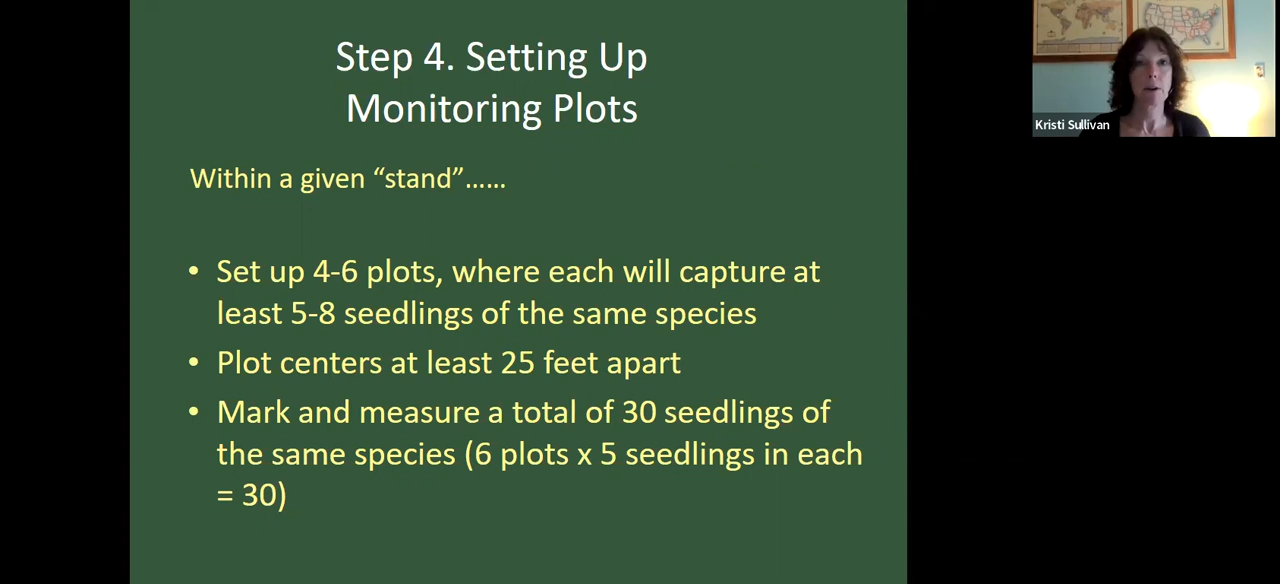 Step 4. Setting Up
Monitoring Plots
Within a given “stand”……
• Set up 4-6 plots, where each will capture at
least 5-8 seedlings of the same species
• Plot centers at least 25 feet apart
• Mark and measure a total of 30 seedlings of
the same species (6 plots x 5 seedlings in each
= 30)
Kristi Sullivan